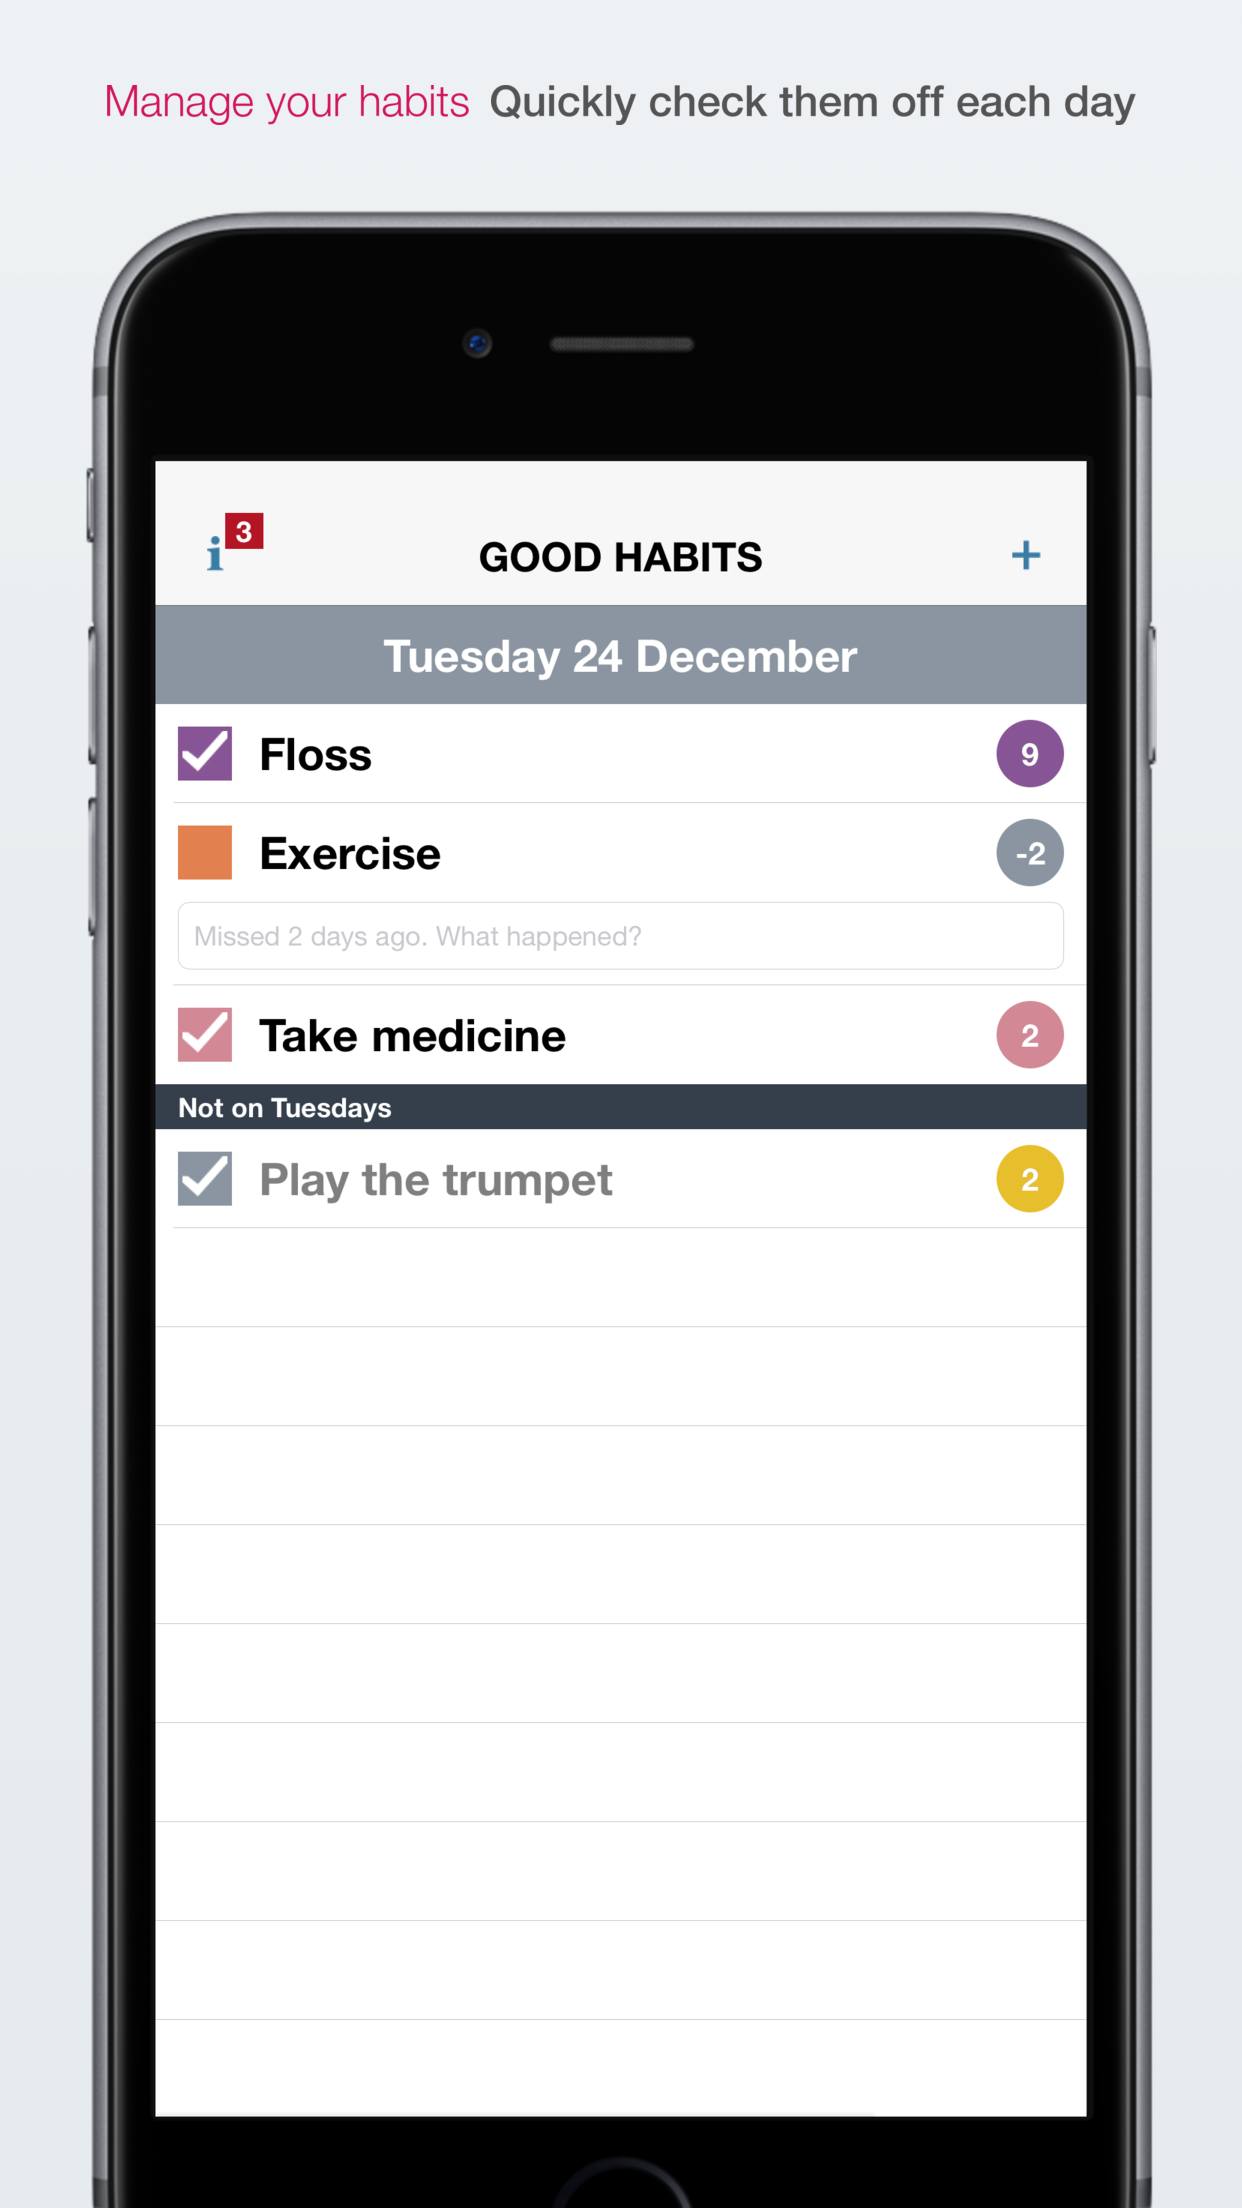 Manage your habits Quickly check them off each day
i 3
GOOD HABITS
+
Tuesday 24 December
Floss 9
Exercise -2
Missed 2 days ago. What happened?
Take medicine 2
Not on Tuesdays
Play the trumpet 2